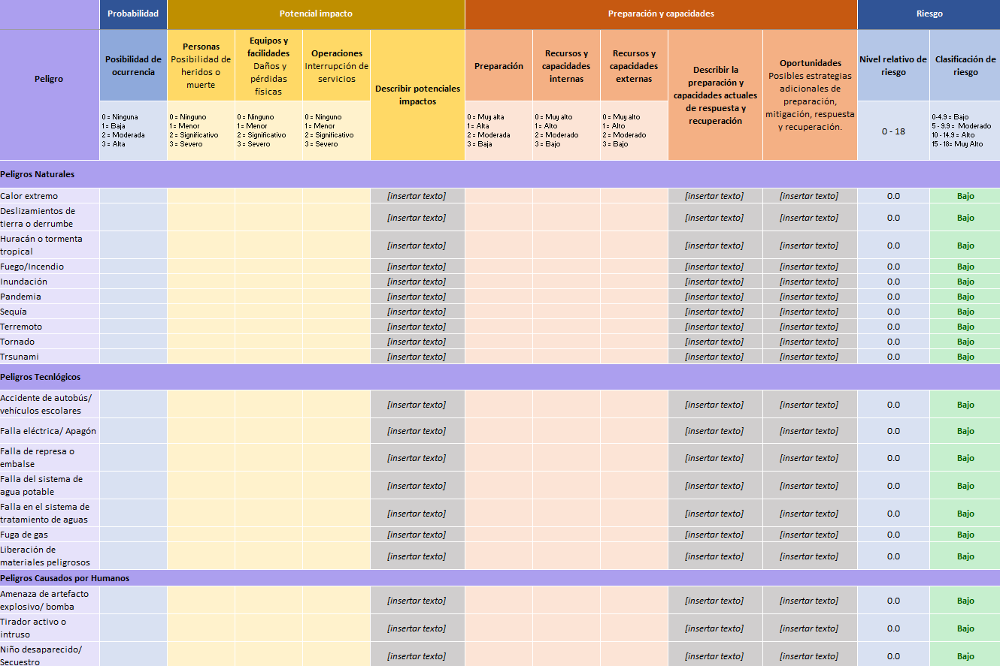 Probabilidad Potencial impacto Preparación y capacidades Riesgo
Peligro
Posibilidad de
ocurrencia
0 = Ninguna
1= Baja
2 = Moderada
3 = Alta
Personas
Posibilidad de
heridos o
muerte
0 = Ninguno
1= Menor
2 = Significativo
3 = Severo
Equipos y
facilidades
Daños y
pérdidas
físicas
0 = Ninguno
1= Menor
2 = Significativo
3 = Severo
Operaciones
Interrupción de
servicios
0 = Ninguno
1= Menor
2 = Significativo
3 = Severo
Describir potenciales
impactos
Preparación
0 = Muy alta
1= Alta
2 = Moderada
3 = Baja
Recursos y
capacidades
internas
0 = Muy alto
1= Alto
2 = Moderado
3 = Bajo
Recursos y
capacidades
externas
0 = Muy alto
1= Alto
2 = Moderado
3 = Bajo
Describir la
preparación y
capacidades actuales
de respuesta y
recuperación
Oportunidades
Posibles estrategias
adicionales de
preparación,
mitigación, respuesta
y recuperación.
Nivel relativo de
riesgo
0 - 18
Clasificación de
riesgo
0-4.9 = Bajo
5 - 9.9 = Moderado
10 - 14.9 = Alto
15 - 18= Muy Alto
Peligros Naturales
Calor extremo [insertar texto] [insertar texto] [insertar texto] 0.0 Bajo
Deslizamientos de
tierra o derrumbe [insertar texto] [insertar texto] [insertar texto] 0.0 Bajo
Huracán o tormenta
tropical [insertar texto] [insertar texto] [insertar texto] 0.0 Bajo
Fuego/Incendio [insertar texto] [insertar texto] [insertar texto] 0.0 Bajo
Inundación [insertar texto] [insertar texto] [insertar texto] 0.0 Bajo
Pandemia [insertar texto] [insertar texto] [insertar texto] 0.0 Bajo
Sequía [insertar texto] [insertar texto] [insertar texto] 0.0 Bajo
Terremoto [insertar texto] [insertar texto] [insertar texto] 0.0 Bajo
Tornado [insertar texto] [insertar texto] [insertar texto] 0.0 Bajo
Trsunami [insertar texto] [insertar texto] [insertar texto] 0.0 Bajo
Peligros Tecnlógicos
Accidente de autobús/
vehículos escolares [insertar texto] [insertar texto] [insertar texto] 0.0 Bajo
Falla eléctrica/ Apagón [insertar texto] [insertar texto] [insertar texto] 0.0 Bajo
Falla de represa o
embalse [insertar texto] [insertar texto] [insertar texto] 0.0 Bajo
Falla del sistema de
agua potable [insertar texto] [insertar texto] [insertar texto] 0.0 Bajo
Falla en el sistema de
tratamiento de aguas [insertar texto] [insertar texto] [insertar texto] 0.0 Bajo
Fuga de gas [insertar texto] [insertar texto] [insertar texto] 0.0 Bajo
Liberación de
materiales peligrosos [insertar texto] [insertar texto] [insertar texto] 0.0 Bajo
Peligros Causados por Humanos
Amenaza de artefacto
explosivo/ bomba [insertar texto] [insertar texto] [insertar texto] 0.0 Bajo
Tirador activo o
intruso [insertar texto] [insertar texto] [insertar texto] 0.0 Bajo
Niño desaparecido/
Secuestro [insertar texto] [insertar texto] [insertar texto] 0.0 Bajo